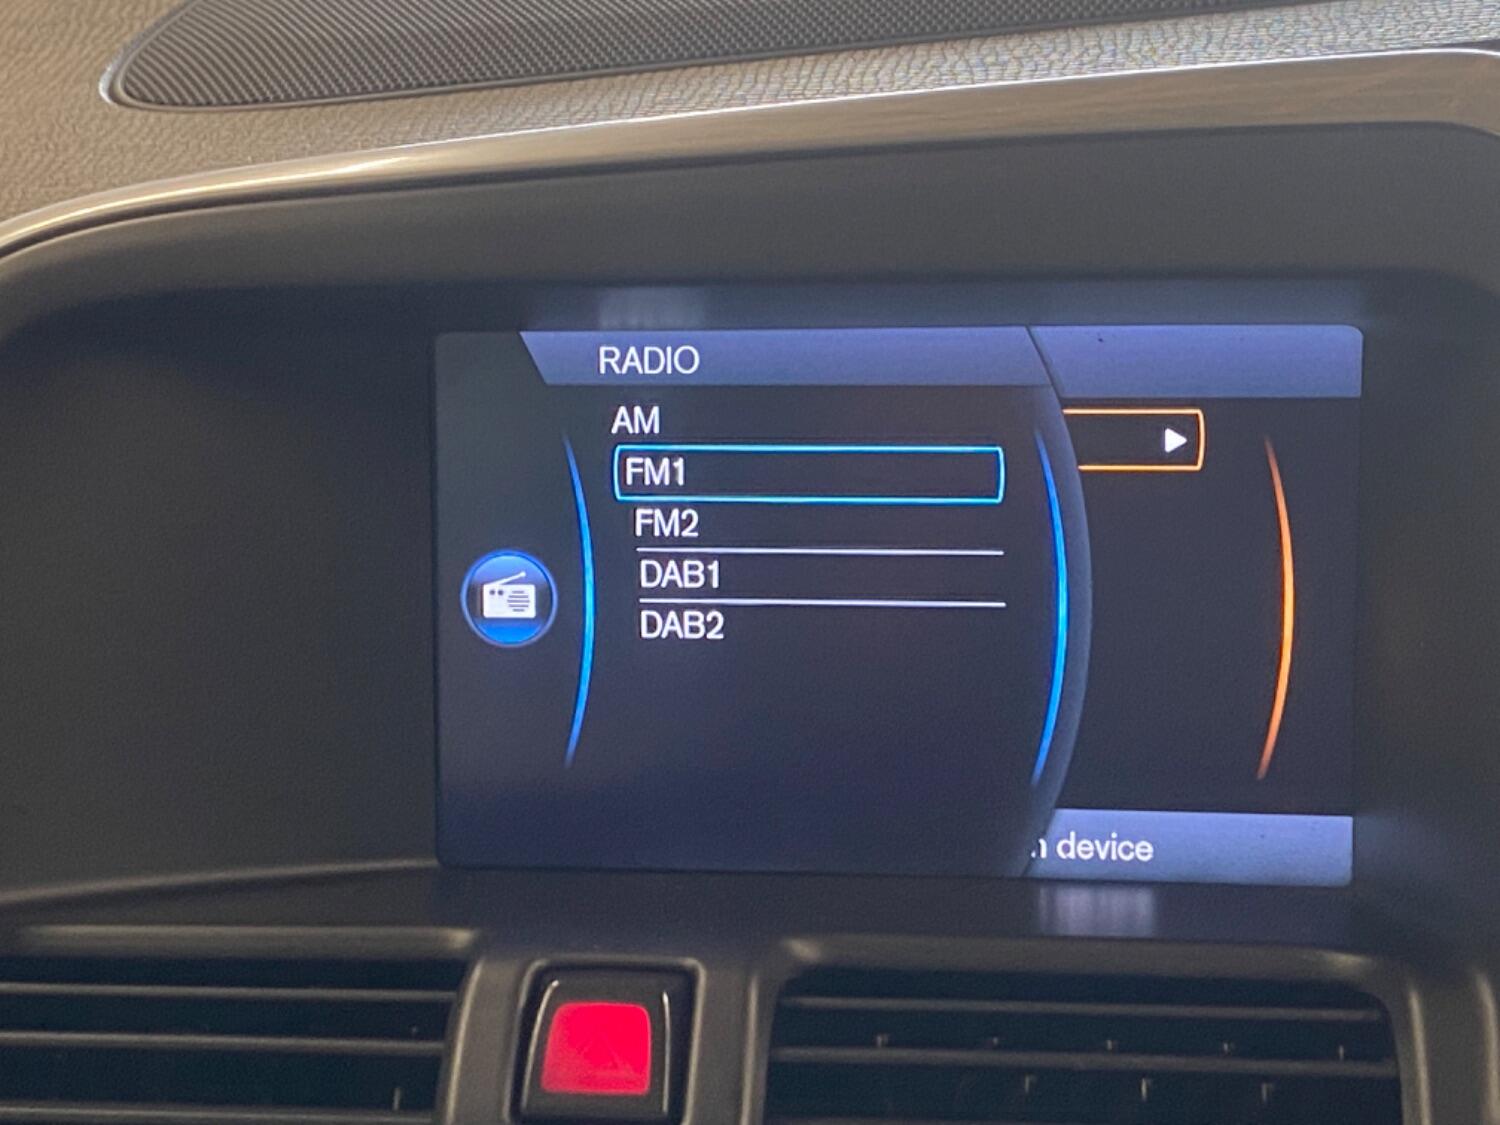 RADIO
AM
FM1
FM2
DAB1
DAB2
device